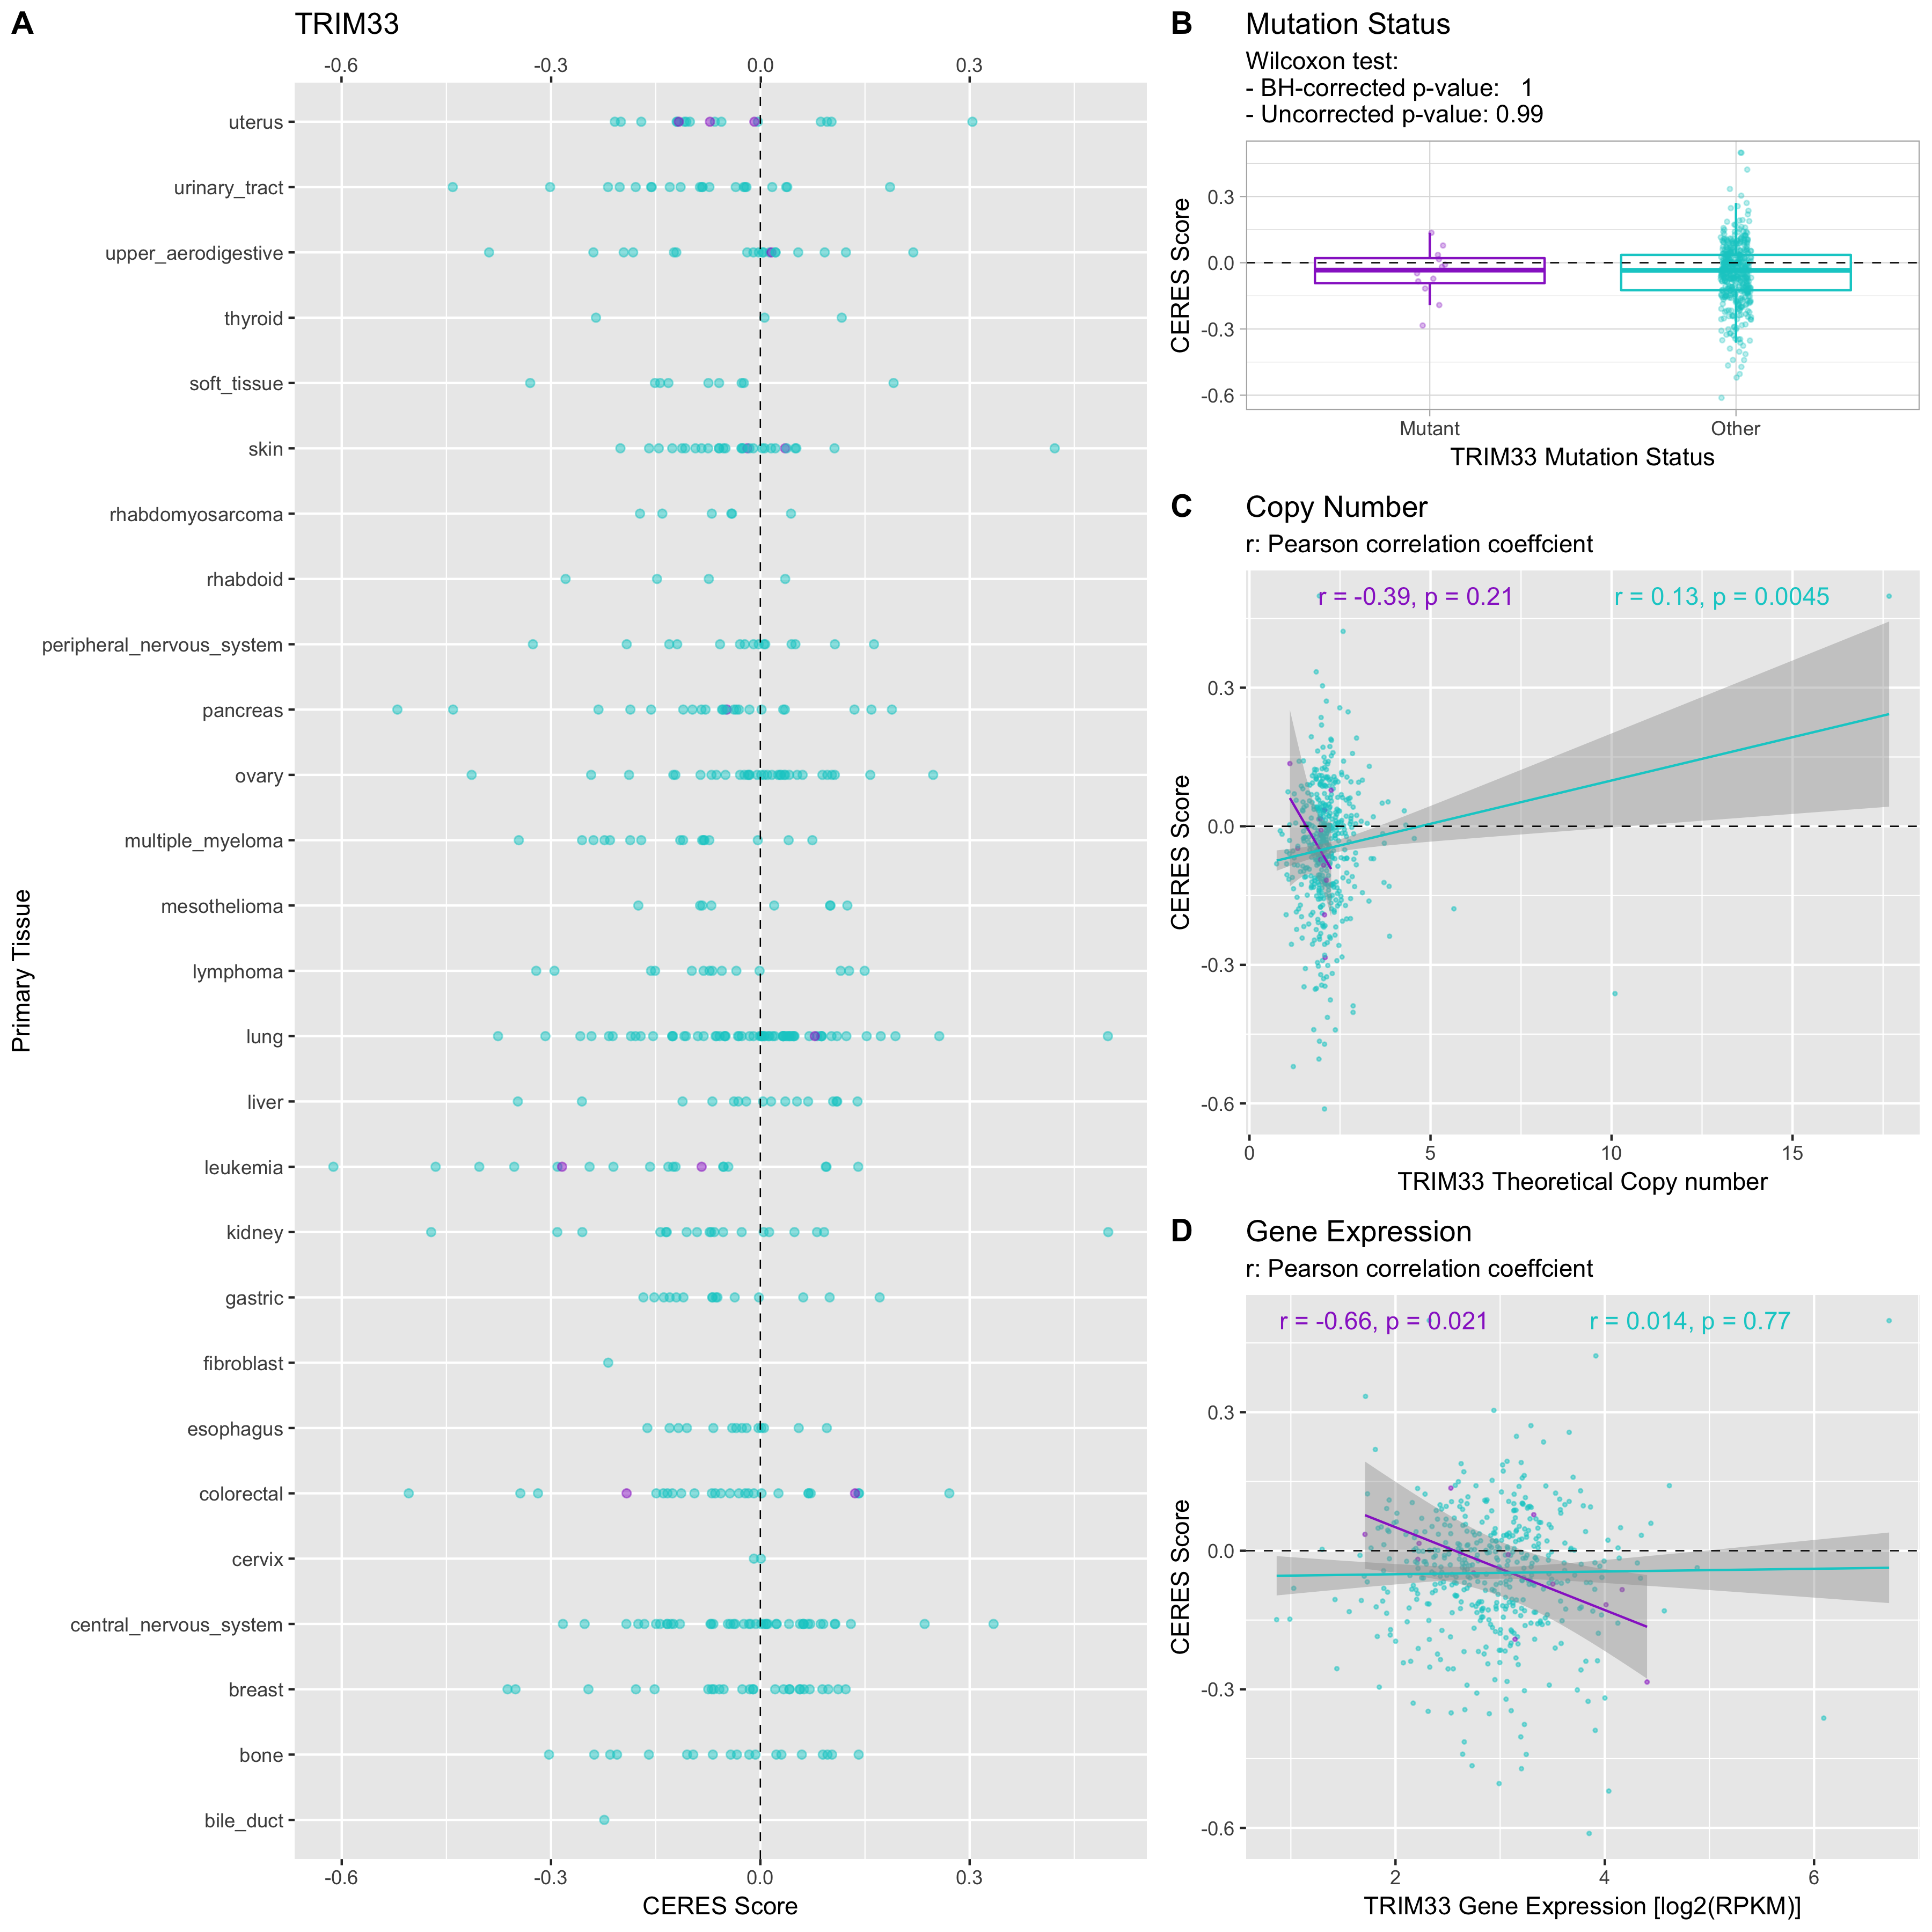 A
TRIM33
-0.6 -0.3 0.0 0.3
uterus
urinary_tract
upper_aerodigestive
thyroid
soft_tissue
skin
rhabdomyosarcoma
rhabdoid
peripheral_nervous_system
pancreas
ovary
multiple_myeloma
mesothelioma
lymphoma
lung
liver
leukemia
kidney
gastric
fibroblast
esophagus
colorectal
cervix
central_nervous_system
breast
bone
bile_duct
Primary Tissue
-0.6 -0.3 0.0 0.3
CERES Score
B
Mutation Status
Wilcoxon test:
- BH-corrected p-value: 1
- Uncorrected p-value: 0.99
0.3
0.0
-0.3
-0.6
CERES Score
Mutant Other
TRIM33 Mutation Status
C
Copy Number
r: Pearson correlation coeffcient
r = -0.39, p = 0.21 r = 0.13, p = 0.0045
0.3
0.0
-0.3
-0.6
CERES Score
0 5 10 15
TRIM33 Theoretical Copy number
D
Gene Expression
r: Pearson correlation coeffcient
r = -0.66, p = 0.021 r = 0.014, p = 0.77
0.3
0.0
-0.3
-0.6
CERES Score
2 4 6
TRIM33 Gene Expression [log2(RPKM)]